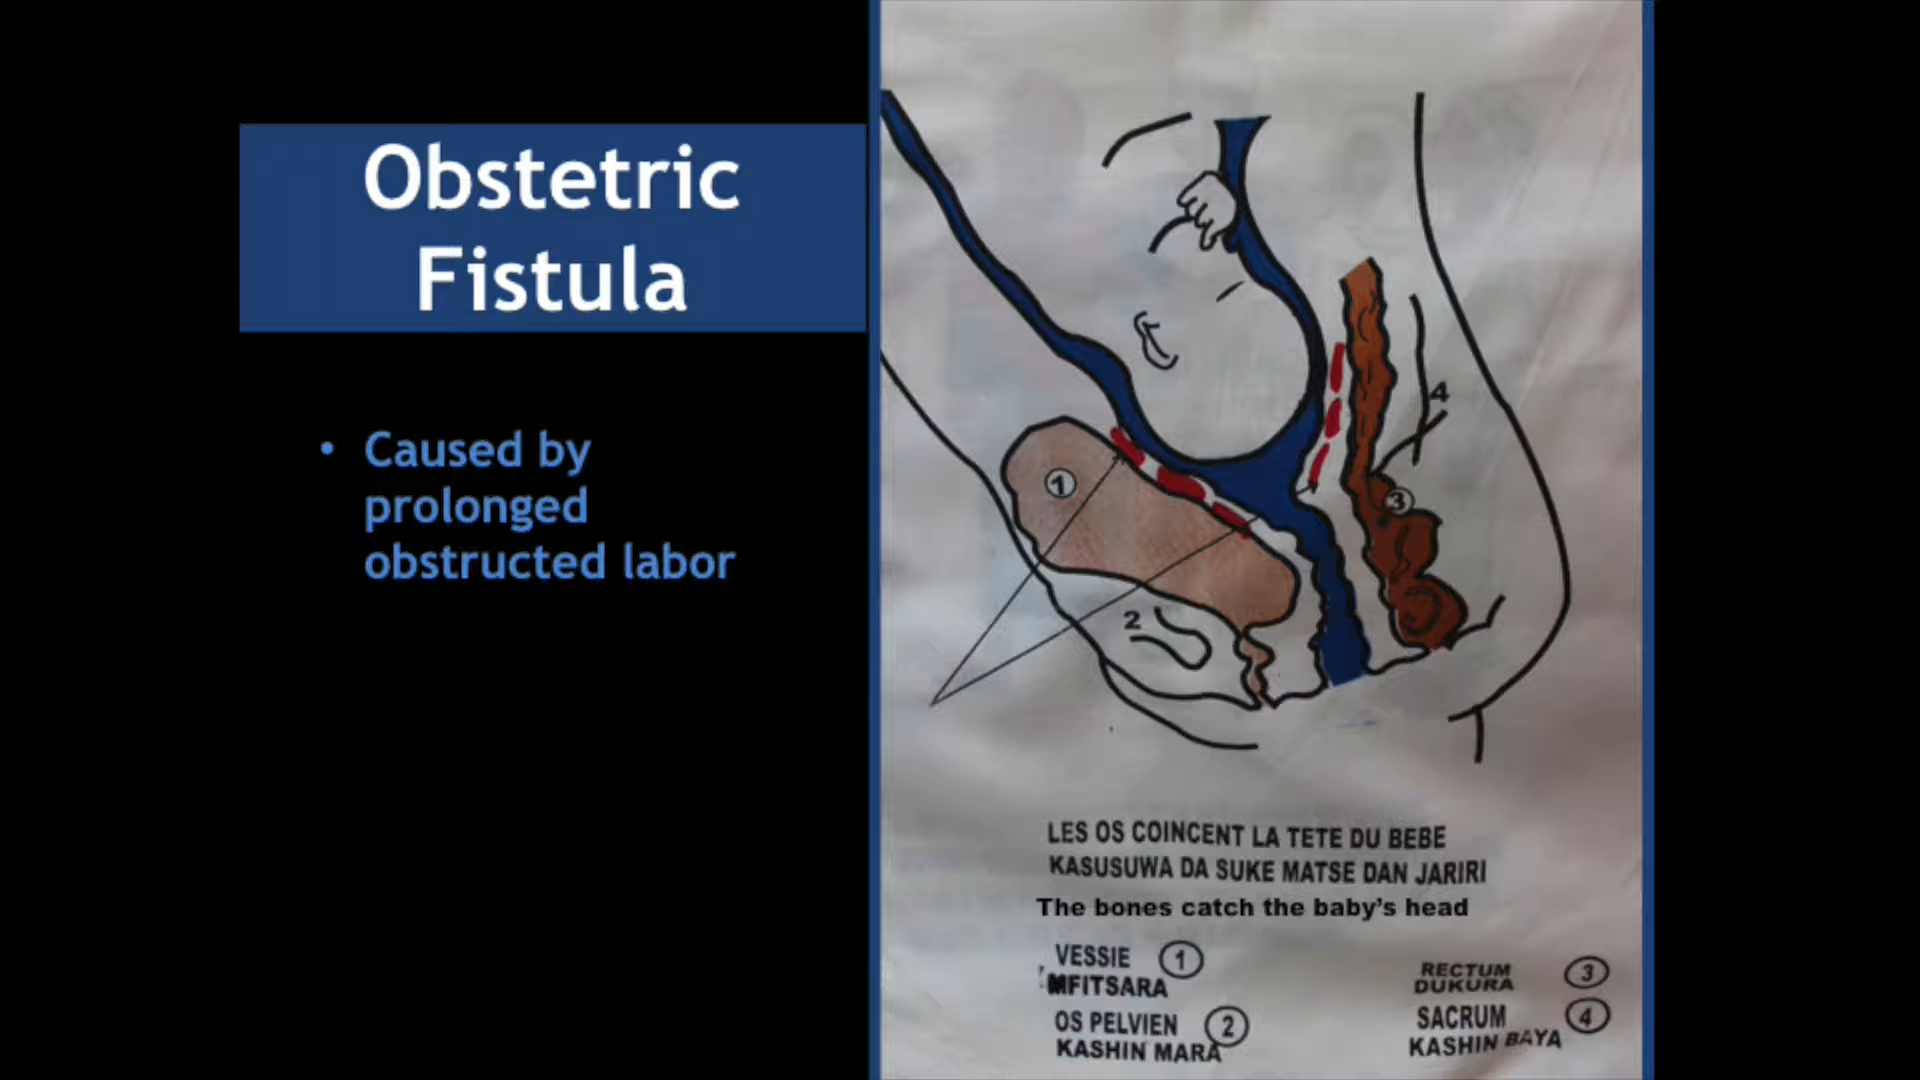 Obstetric
Fistula
• Caused by
prolonged
obstructed labor
1
2
3
4
LES OS COINCENT LA TETE DU BEBE
KASUSUWA DA SUKE MATSE DAN JARIRI
The bones catch the baby's head
VESSIE 1
MFITSARA
OS PELVIEN 2
KASHIN MARA
RECTUM 3
DUKURA
SACRUM 4
KASHIN BAYA